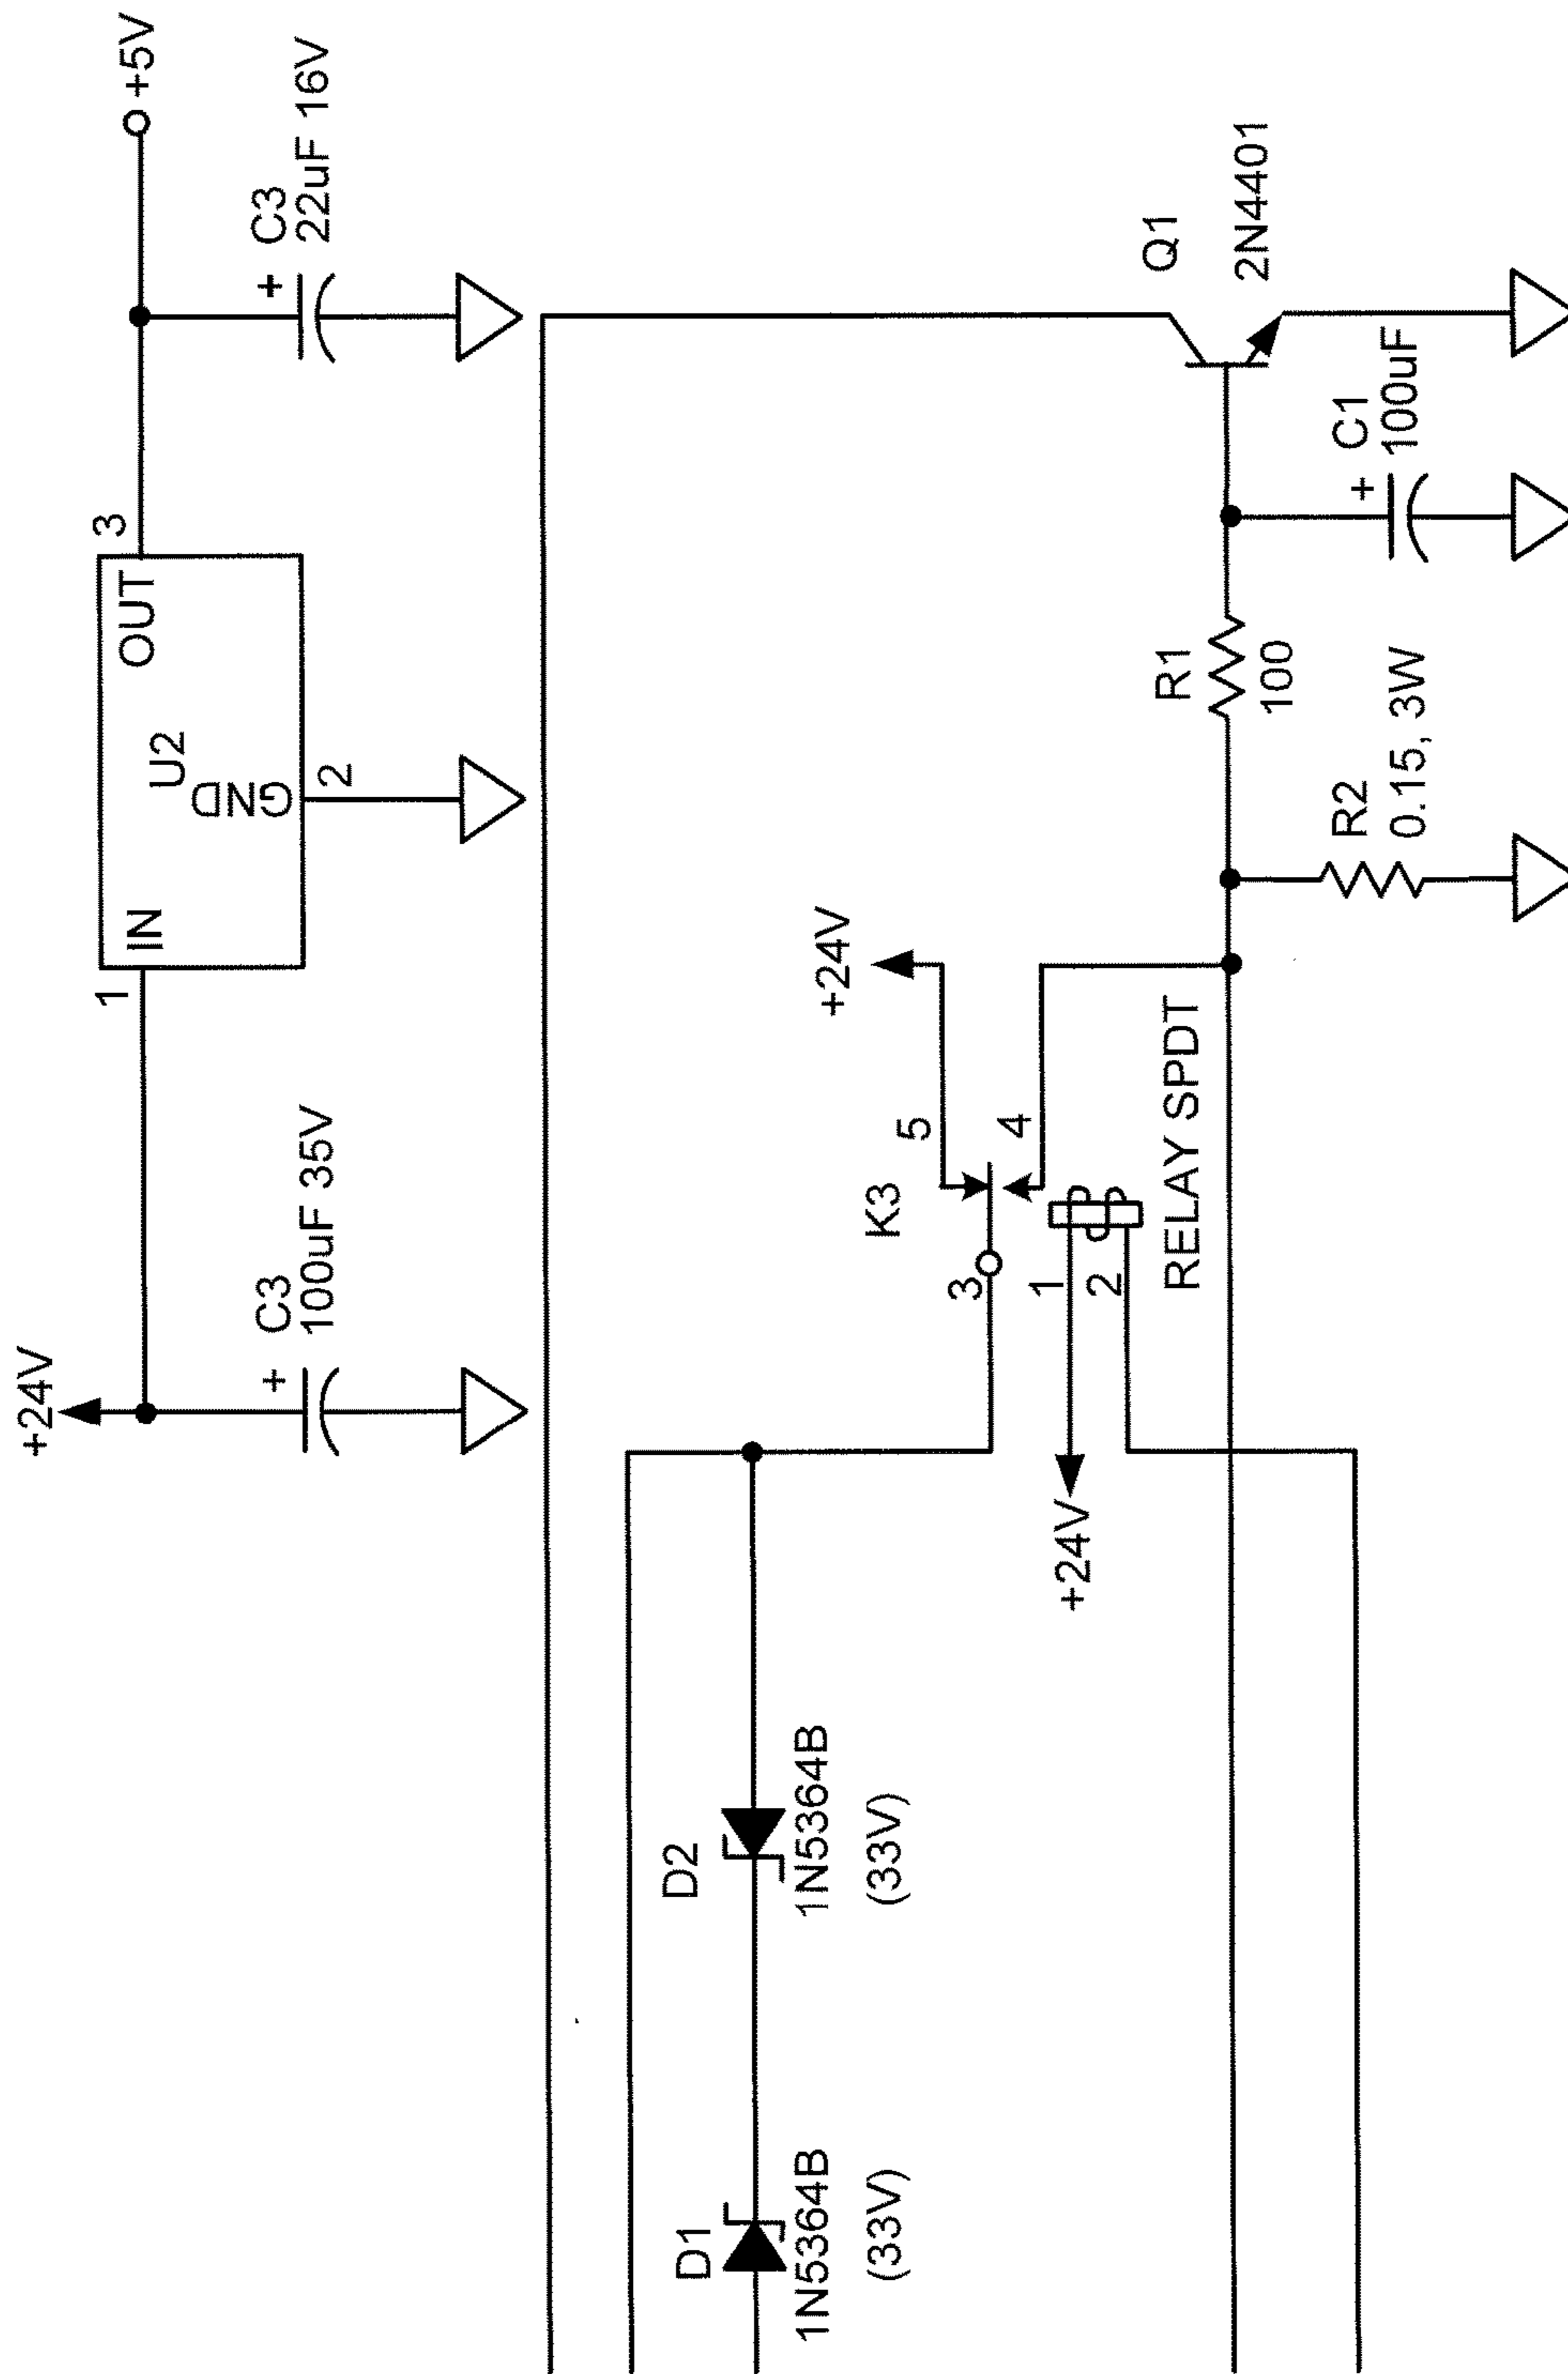 +24V
+5V
1
IN
U2
GND
2
OUT
3
C3
+
100uF 35V
C3
+
22uF 16V
D1
1N5364B
(33V)
D2
1N5364B
(33V)
K3
3
5
4
1
2
+24V
+24V
RELAY SPDT
R1
100
R2
0.15, 3W
C1
+
100uF
Q1
2N4401